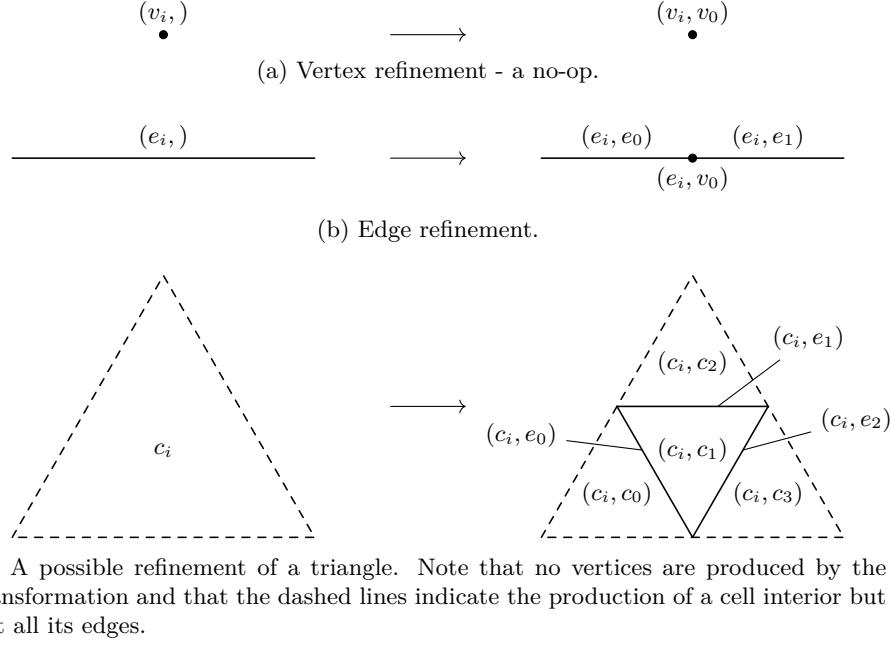 (vᵢ,) (vᵢ, v₀)
(a) Vertex refinement - a no-op.
(eᵢ,) (eᵢ, e₀) (eᵢ, e₁)
(eᵢ, v₀)
(b) Edge refinement.
(cᵢ, e₁)
(cᵢ, c₂)
(cᵢ, e₂)
(cᵢ, e₀)
cᵢ (cᵢ, c₁)
(cᵢ, c₀) (cᵢ, c₃)
A possible refinement of a triangle. Note that no vertices are produced by the
nsformation and that the dashed lines indicate the production of a cell interior but
t all its edges.